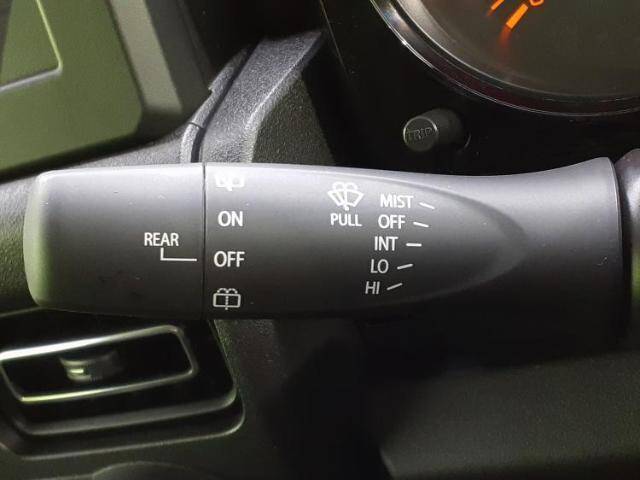 TRIP
REAR
ON
OFF
PULL
MIST
OFF
INT
LO
HI